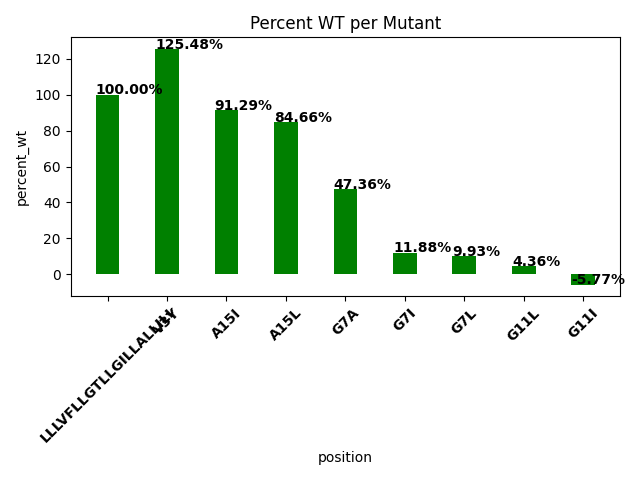 Percent WT per Mutant
percent_wt
120
100
80
60
40
20
0
100.00%
125.48%
91.29%
84.66%
47.36%
11.88%
9.93%
4.36%
-5.77%
V3Y
A15I
A15L
G7A
G7I
G7L
G11L
G11I
position